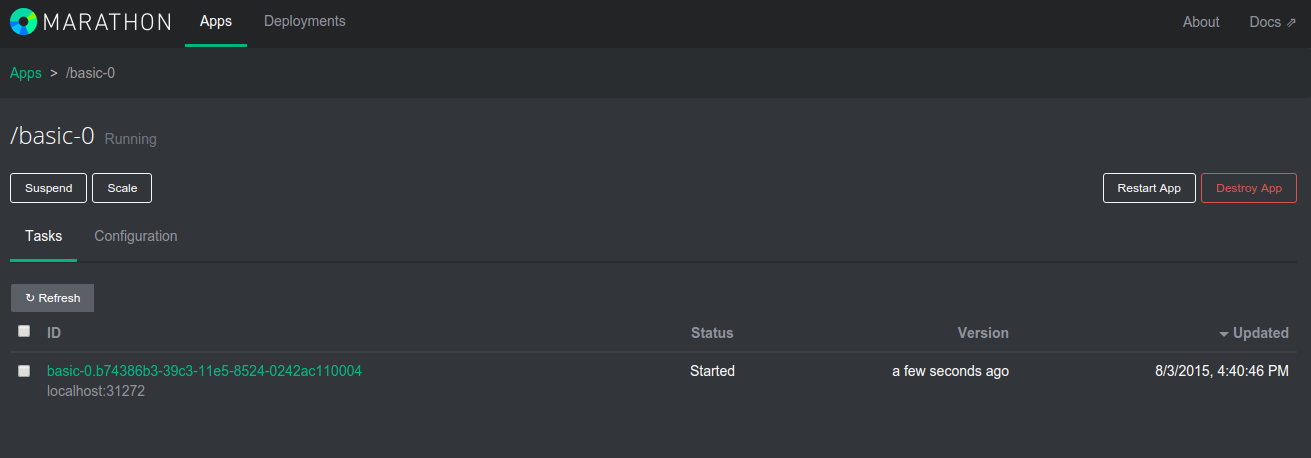 MARATHON Apps Deployments About Docs ⇗
Apps > /basic-0
/basic-0 Running
Suspend Scale Restart App Destroy App
Tasks Configuration
↻ Refresh
ID Status Version Updated
basic-0.b74386b3-39c3-11e5-8524-0242ac110004 Started a few seconds ago 8/3/2015, 4:40:46 PM
localhost:31272